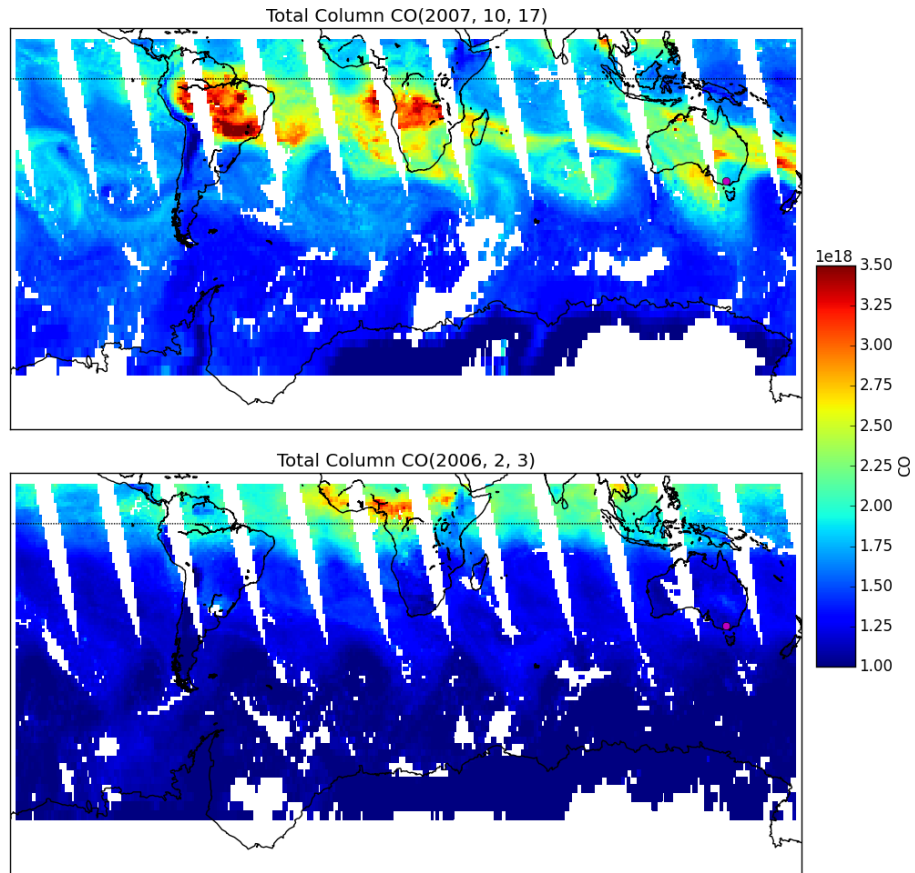 Total Column CO(2007, 10, 17)
1e18
3.50
3.25
3.00
2.75
2.50
2.25
2.00
1.75
1.50
1.25
1.00
CO
Total Column CO(2006, 2, 3)